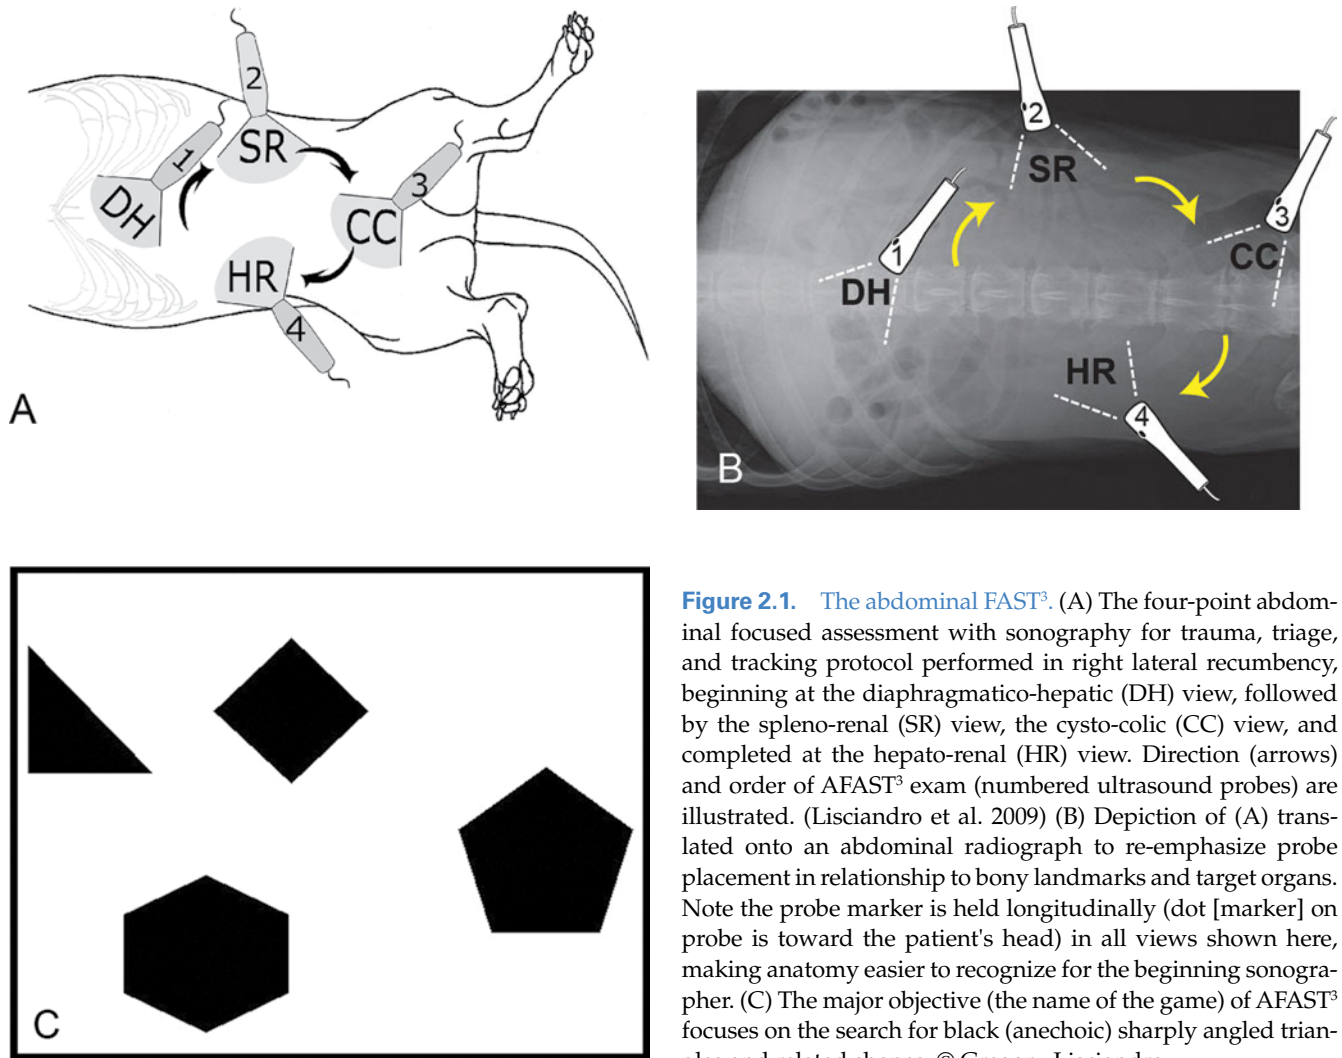 2
1
SR
DH
3
CC
HR
4
A
2
SR
1
3
CC
DH
HR
4
B
C
Figure 2.1. The abdominal FAST³. (A) The four-point abdom-
inal focused assessment with sonography for trauma, triage,
and tracking protocol performed in right lateral recumbency,
beginning at the diaphragmatico-hepatic (DH) view, followed
by the spleno-renal (SR) view, the cysto-colic (CC) view, and
completed at the hepato-renal (HR) view. Direction (arrows)
and order of AFAST³ exam (numbered ultrasound probes) are
illustrated. (Lisciandro et al. 2009) (B) Depiction of (A) trans-
lated onto an abdominal radiograph to re-emphasize probe
placement in relationship to bony landmarks and target organs.
Note the probe marker is held longitudinally (dot [marker] on
probe is toward the patient's head) in all views shown here,
making anatomy easier to recognize for the beginning sonogra-
pher. (C) The major objective (the name of the game) of AFAST³
focuses on the search for black (anechoic) sharply angled trian-